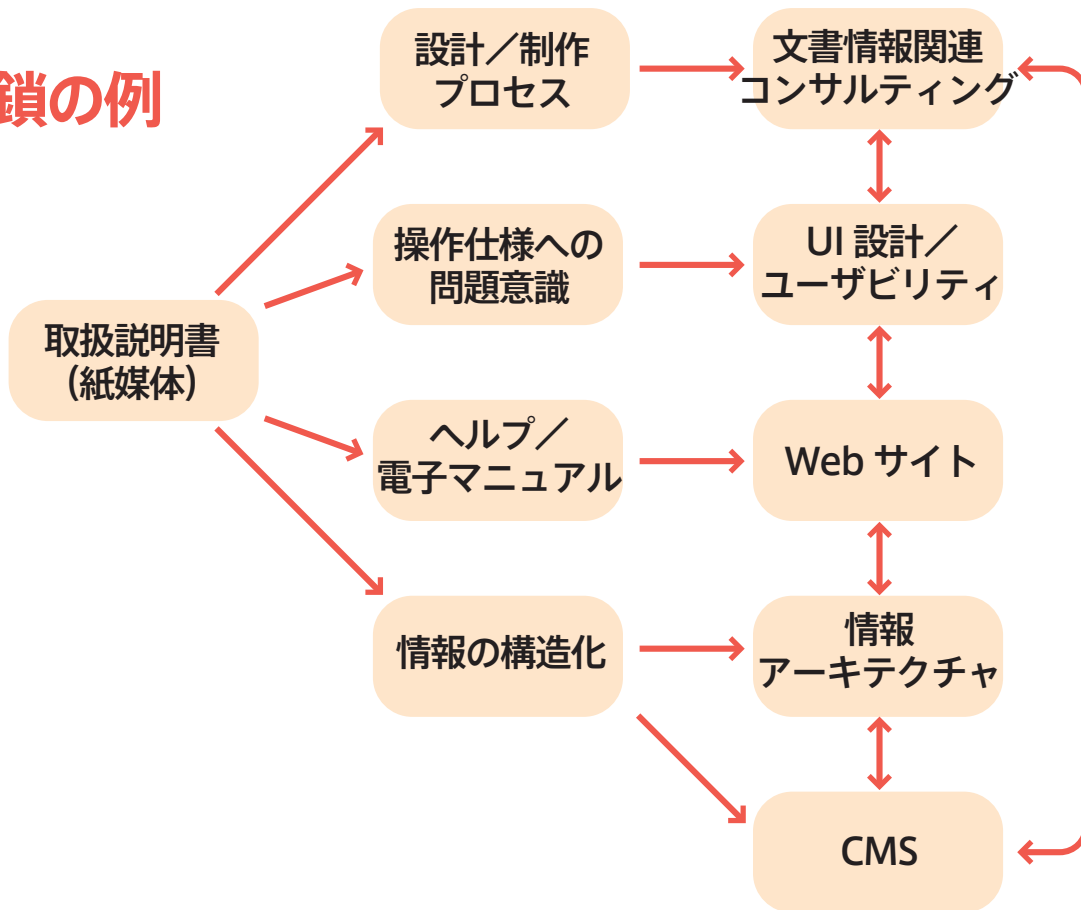 鎖の例
設計／制作
プロセス
文書情報関連
コンサルティング
操作仕様への
問題意識
UI 設計／
ユーザビリティ
取扱説明書
（紙媒体）
ヘルプ／
電子マニュアル
Web サイト
情報の構造化
情報
アーキテクチャ
CMS